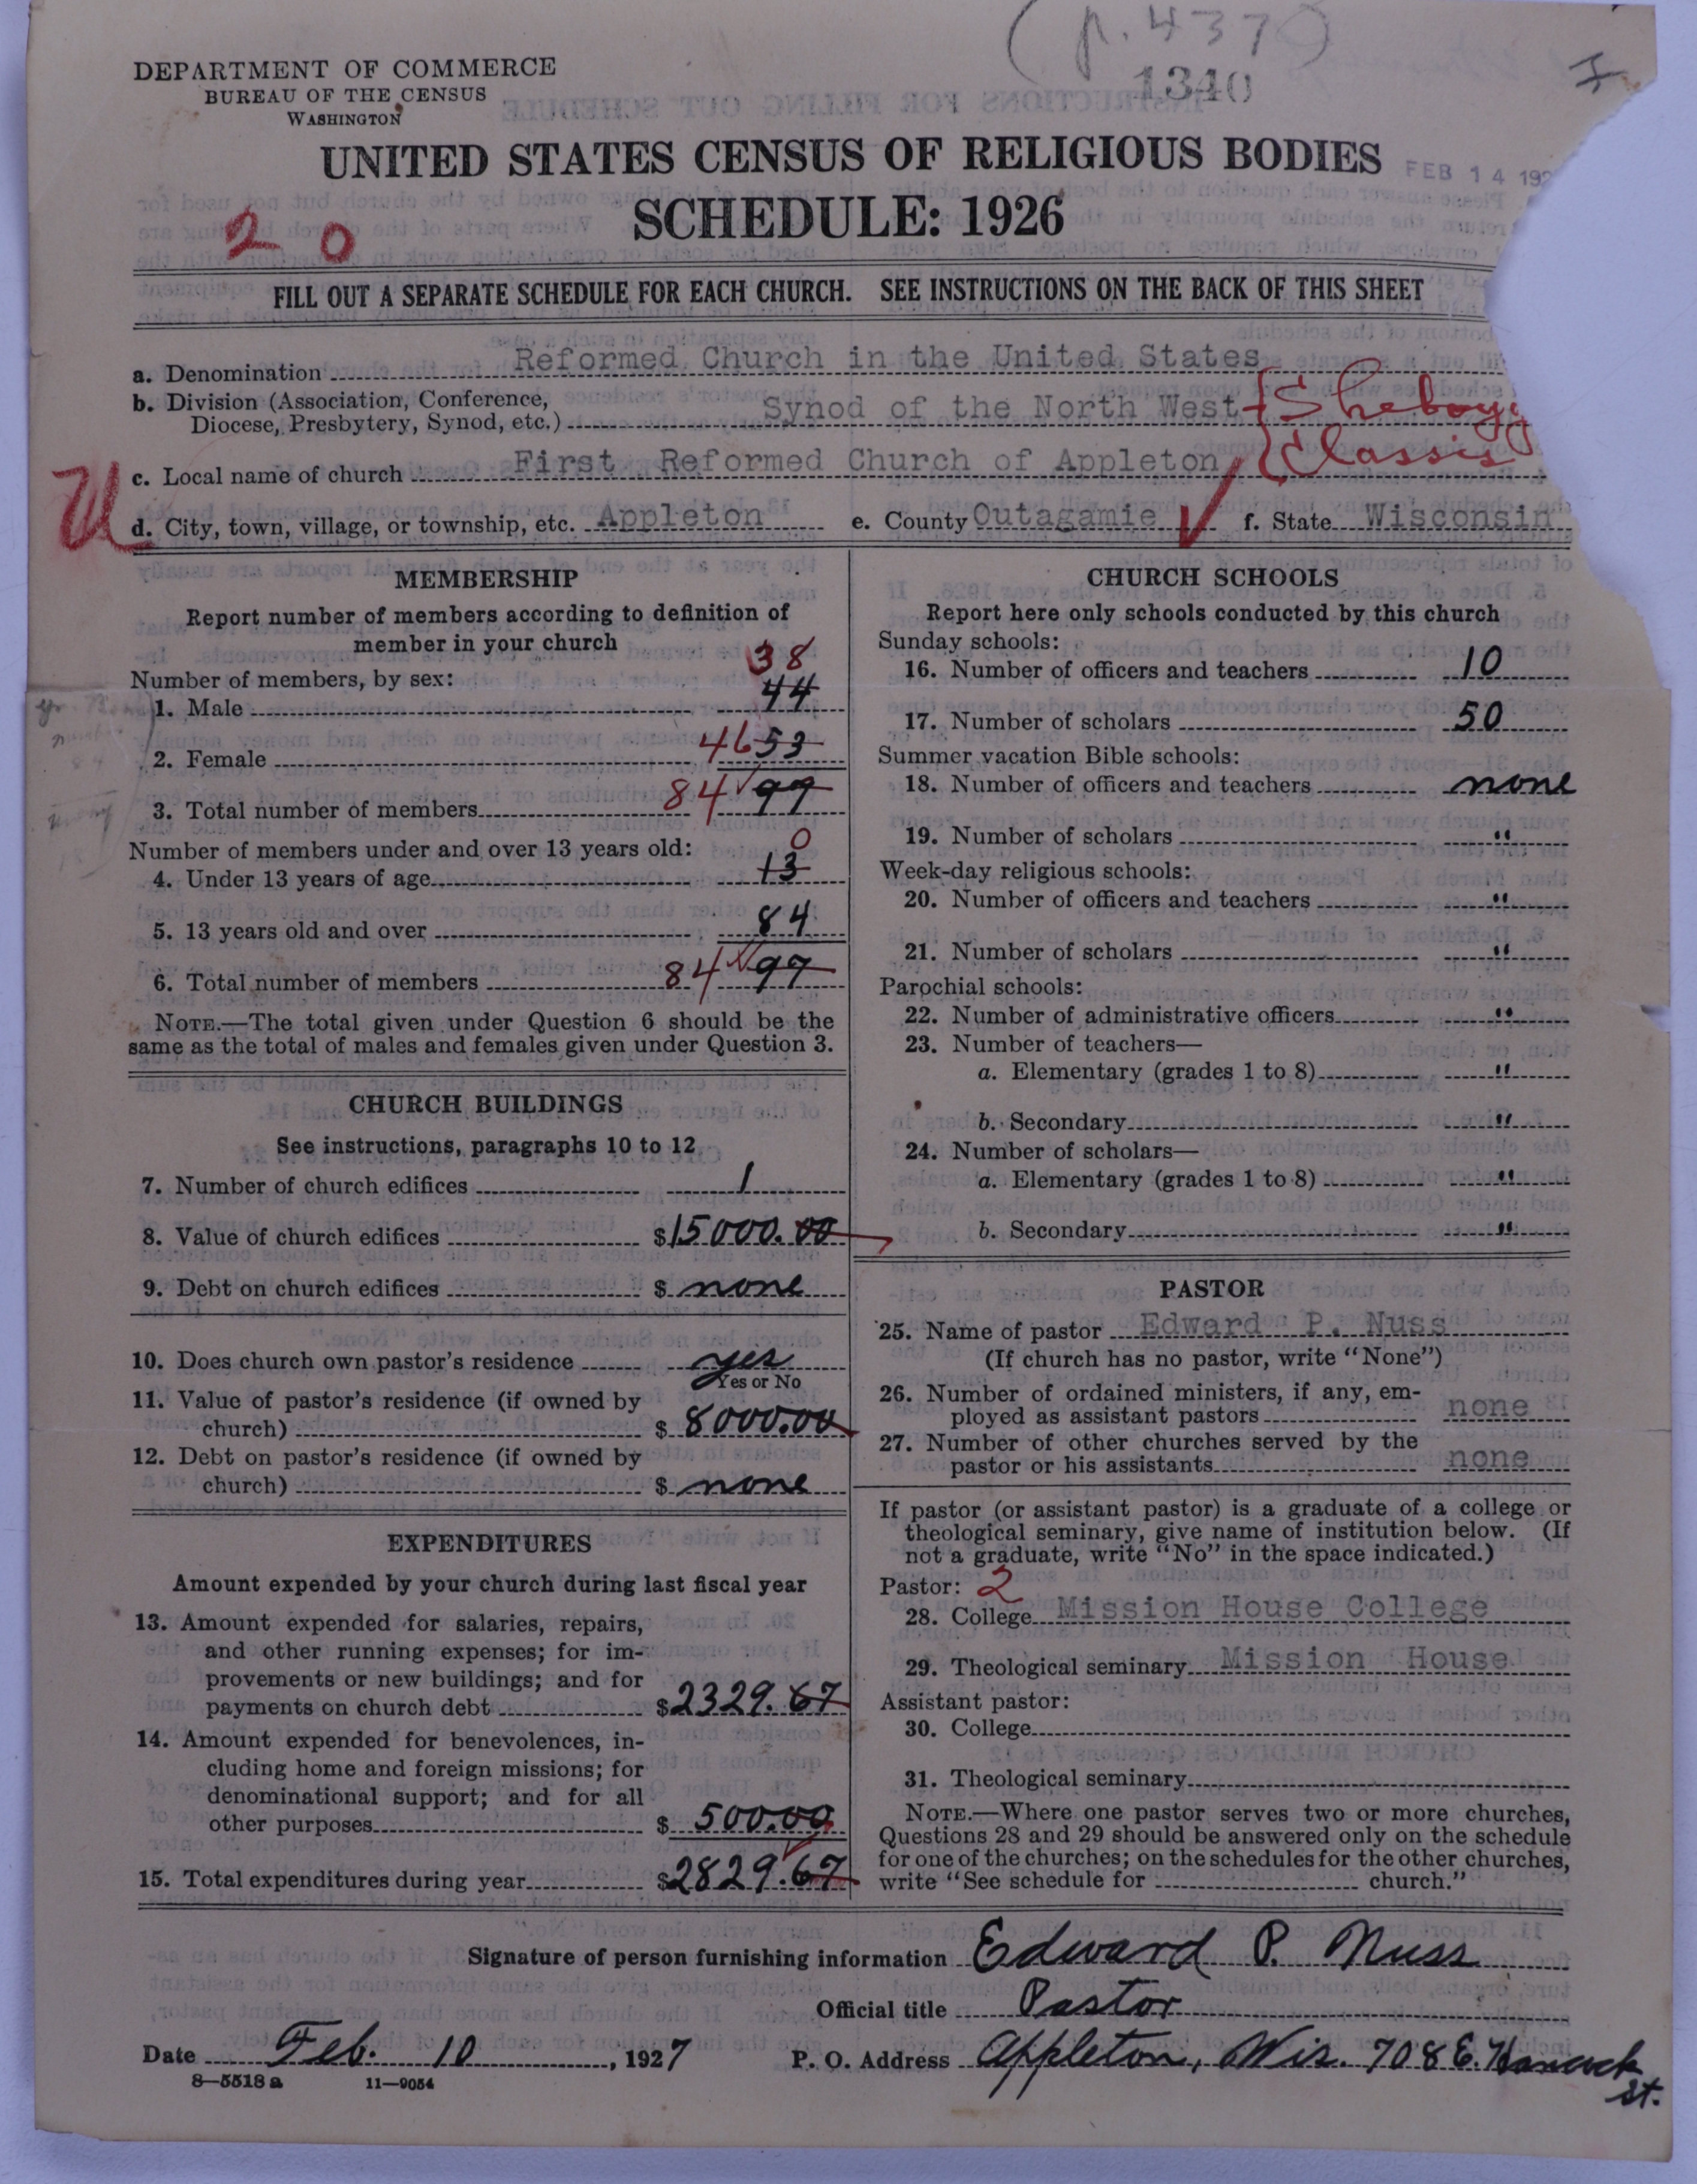 (p. 437)
1340
DEPARTMENT OF COMMERCE
BUREAU OF THE CENSUS
WASHINGTON
UNITED STATES CENSUS OF RELIGIOUS BODIES
FEB 14 192
SCHEDULE: 1926
2 0
FILL OUT A SEPARATE SCHEDULE FOR EACH CHURCH. SEE INSTRUCTIONS ON THE BACK OF THIS SHEET
a. Denomination Reformed Church in the United States
b. Division (Association, Conference, Diocese, Presbytery, Synod, etc.) Synod of the North West { Sheboyg
Classis
c. Local name of church First Reformed Church of Appleton
U
d. City, town, village, or township, etc. Appleton e. County Outagamie ✓ f. State Wisconsin
MEMBERSHIP
Report number of members according to definition of
member in your church
Number of members, by sex:
38
1. Male 44
2. Female 46 53
3. Total number of members 84 97
Number of members under and over 13 years old:
0
4. Under 13 years of age 13
5. 13 years old and over 84
6. Total number of members 84 97
NOTE.—The total given under Question 6 should be the
same as the total of males and females given under Question 3.
CHURCH BUILDINGS
See instructions, paragraphs 10 to 12
7. Number of church edifices 1
8. Value of church edifices $15000.00
9. Debt on church edifices $ none
10. Does church own pastor's residence yes
Yes or No
11. Value of pastor's residence (if owned by
church) $ 8000.00
12. Debt on pastor's residence (if owned by
church) $ none
EXPENDITURES
Amount expended by your church during last fiscal year
13. Amount expended for salaries, repairs,
and other running expenses; for im-
provements or new buildings; and for
payments on church debt $2329.67
14. Amount expended for benevolences, in-
cluding home and foreign missions; for
denominational support; and for all
other purposes $ 500.00
15. Total expenditures during year $2829.67
CHURCH SCHOOLS
Report here only schools conducted by this church
Sunday schools:
16. Number of officers and teachers 10
17. Number of scholars 50
Summer vacation Bible schools:
18. Number of officers and teachers none
19. Number of scholars "
Week-day religious schools:
20. Number of officers and teachers "
21. Number of scholars "
Parochial schools:
22. Number of administrative officers "
23. Number of teachers—
a. Elementary (grades 1 to 8) "
b. Secondary "
24. Number of scholars—
a. Elementary (grades 1 to 8) "
b. Secondary "
PASTOR
25. Name of pastor Edward P. Nuss
(If church has no pastor, write "None")
26. Number of ordained ministers, if any, em-
ployed as assistant pastors none
27. Number of other churches served by the
pastor or his assistants none
If pastor (or assistant pastor) is a graduate of a college or
theological seminary, give name of institution below. (If
not a graduate, write "No" in the space indicated.)
Pastor: 2
28. College Mission House College
29. Theological seminary Mission House
Assistant pastor:
30. College
31. Theological seminary
NOTE.—Where one pastor serves two or more churches,
Questions 28 and 29 should be answered only on the schedule
for one of the churches; on the schedules for the other churches,
write "See schedule for church."
Signature of person furnishing information Edward P. Nuss
Official title Pastor
Date Feb. 10, 1927 P. O. Address Appleton, Wis. 708 E. Hancock
St.
8—5518 a 11—9054